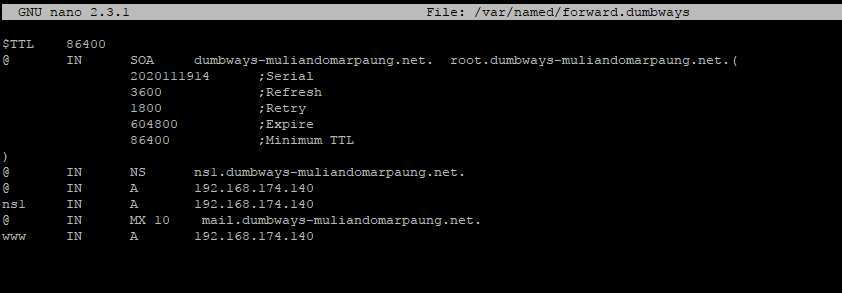 GNU nano 2.3.1 File: /var/named/forward.dumbways
$TTL 86400
@ IN SOA dumbways-muliandomarpaung.net. root.dumbways-muliandomarpaung.net.(
2020111914 ;Serial
3600 ;Refresh
1800 ;Retry
604800 ;Expire
86400 ;Minimum TTL
)
@ IN NS ns1.dumbways-muliandomarpaung.net.
@ IN A 192.168.174.140
ns1 IN A 192.168.174.140
@ IN MX 10 mail.dumbways-muliandomarpaung.net.
www IN A 192.168.174.140